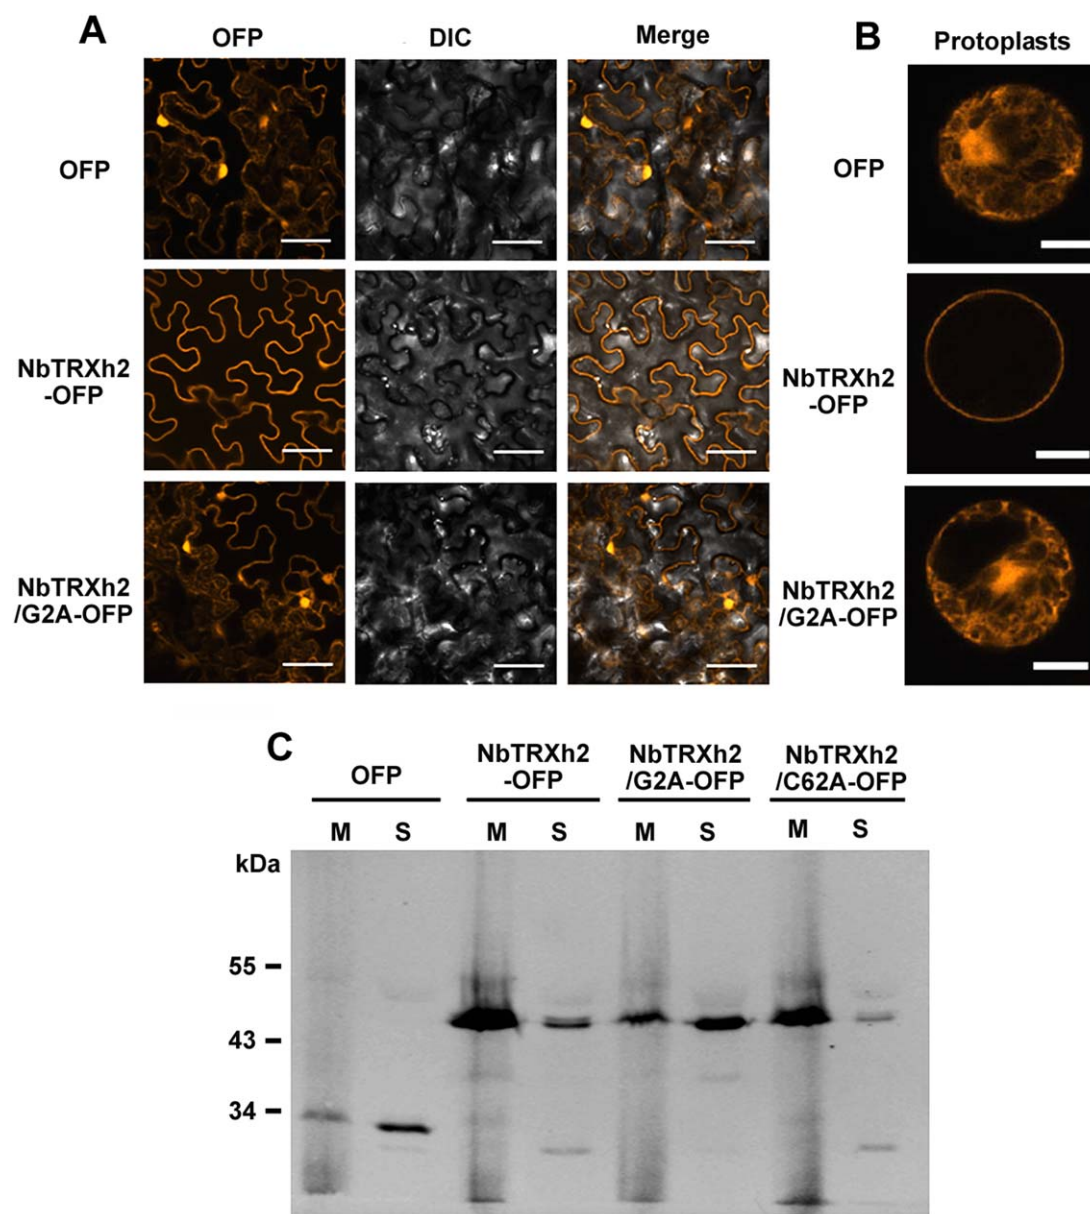 A
OFP
DIC
Merge
B
Protoplasts
OFP
OFP
NbTRXh2
-OFP
NbTRXh2
-OFP
NbTRXh2
/G2A-OFP
NbTRXh2
/G2A-OFP
C
OFP
NbTRXh2
-OFP
NbTRXh2
/G2A-OFP
NbTRXh2
/C62A-OFP
M
S
M
S
M
S
M
S
kDa
55
43
34